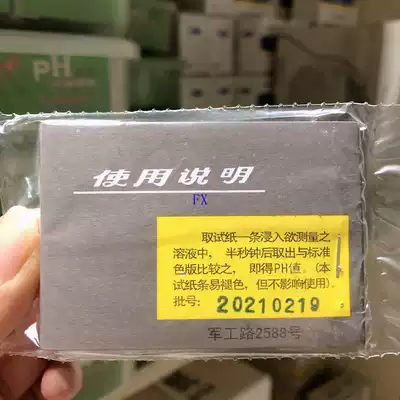 pH
使用说明
FX
取试纸一条浸入欲测量之
溶液中，半秒钟后取出与标准
色版比较之，即得PH值。(本
试纸条易褪色，但不影响使用)。
批号：20210219
军工路2588号